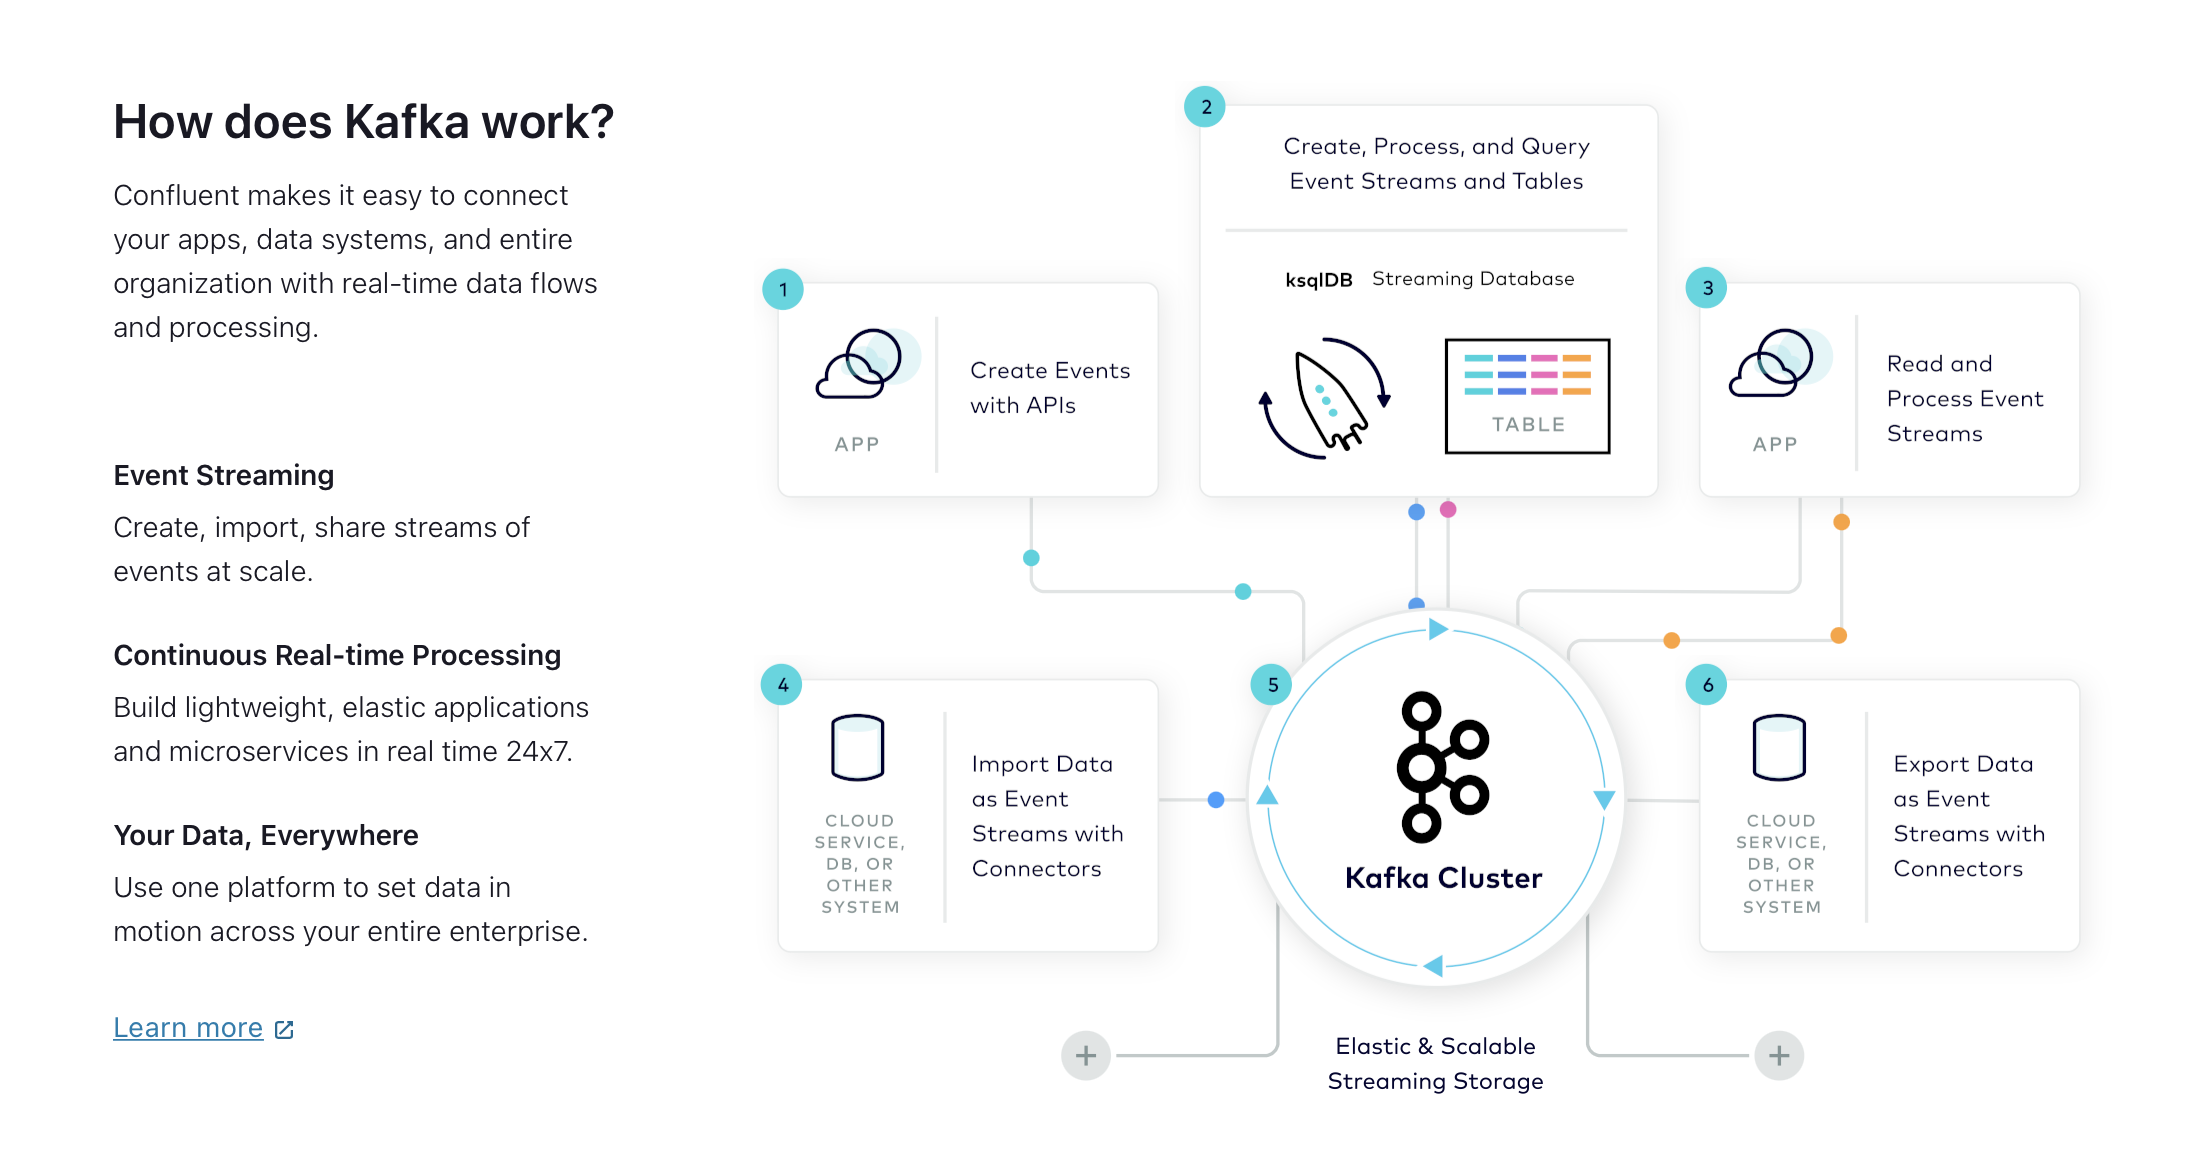 How does Kafka work?
Confluent makes it easy to connect
your apps, data systems, and entire
organization with real-time data flows
and processing.
Event Streaming
Create, import, share streams of
events at scale.
Continuous Real-time Processing
Build lightweight, elastic applications
and microservices in real time 24x7.
Your Data, Everywhere
Use one platform to set data in
motion across your entire enterprise.
Learn more
1
APP
Create Events
with APIs
2
Create, Process, and Query
Event Streams and Tables
ksqlDB Streaming Database
TABLE
3
APP
Read and
Process Event
Streams
4
CLOUD
SERVICE,
DB, OR
OTHER
SYSTEM
Import Data
as Event
Streams with
Connectors
5
Kafka Cluster
6
CLOUD
SERVICE,
DB, OR
OTHER
SYSTEM
Export Data
as Event
Streams with
Connectors
+
Elastic & Scalable
Streaming Storage
+